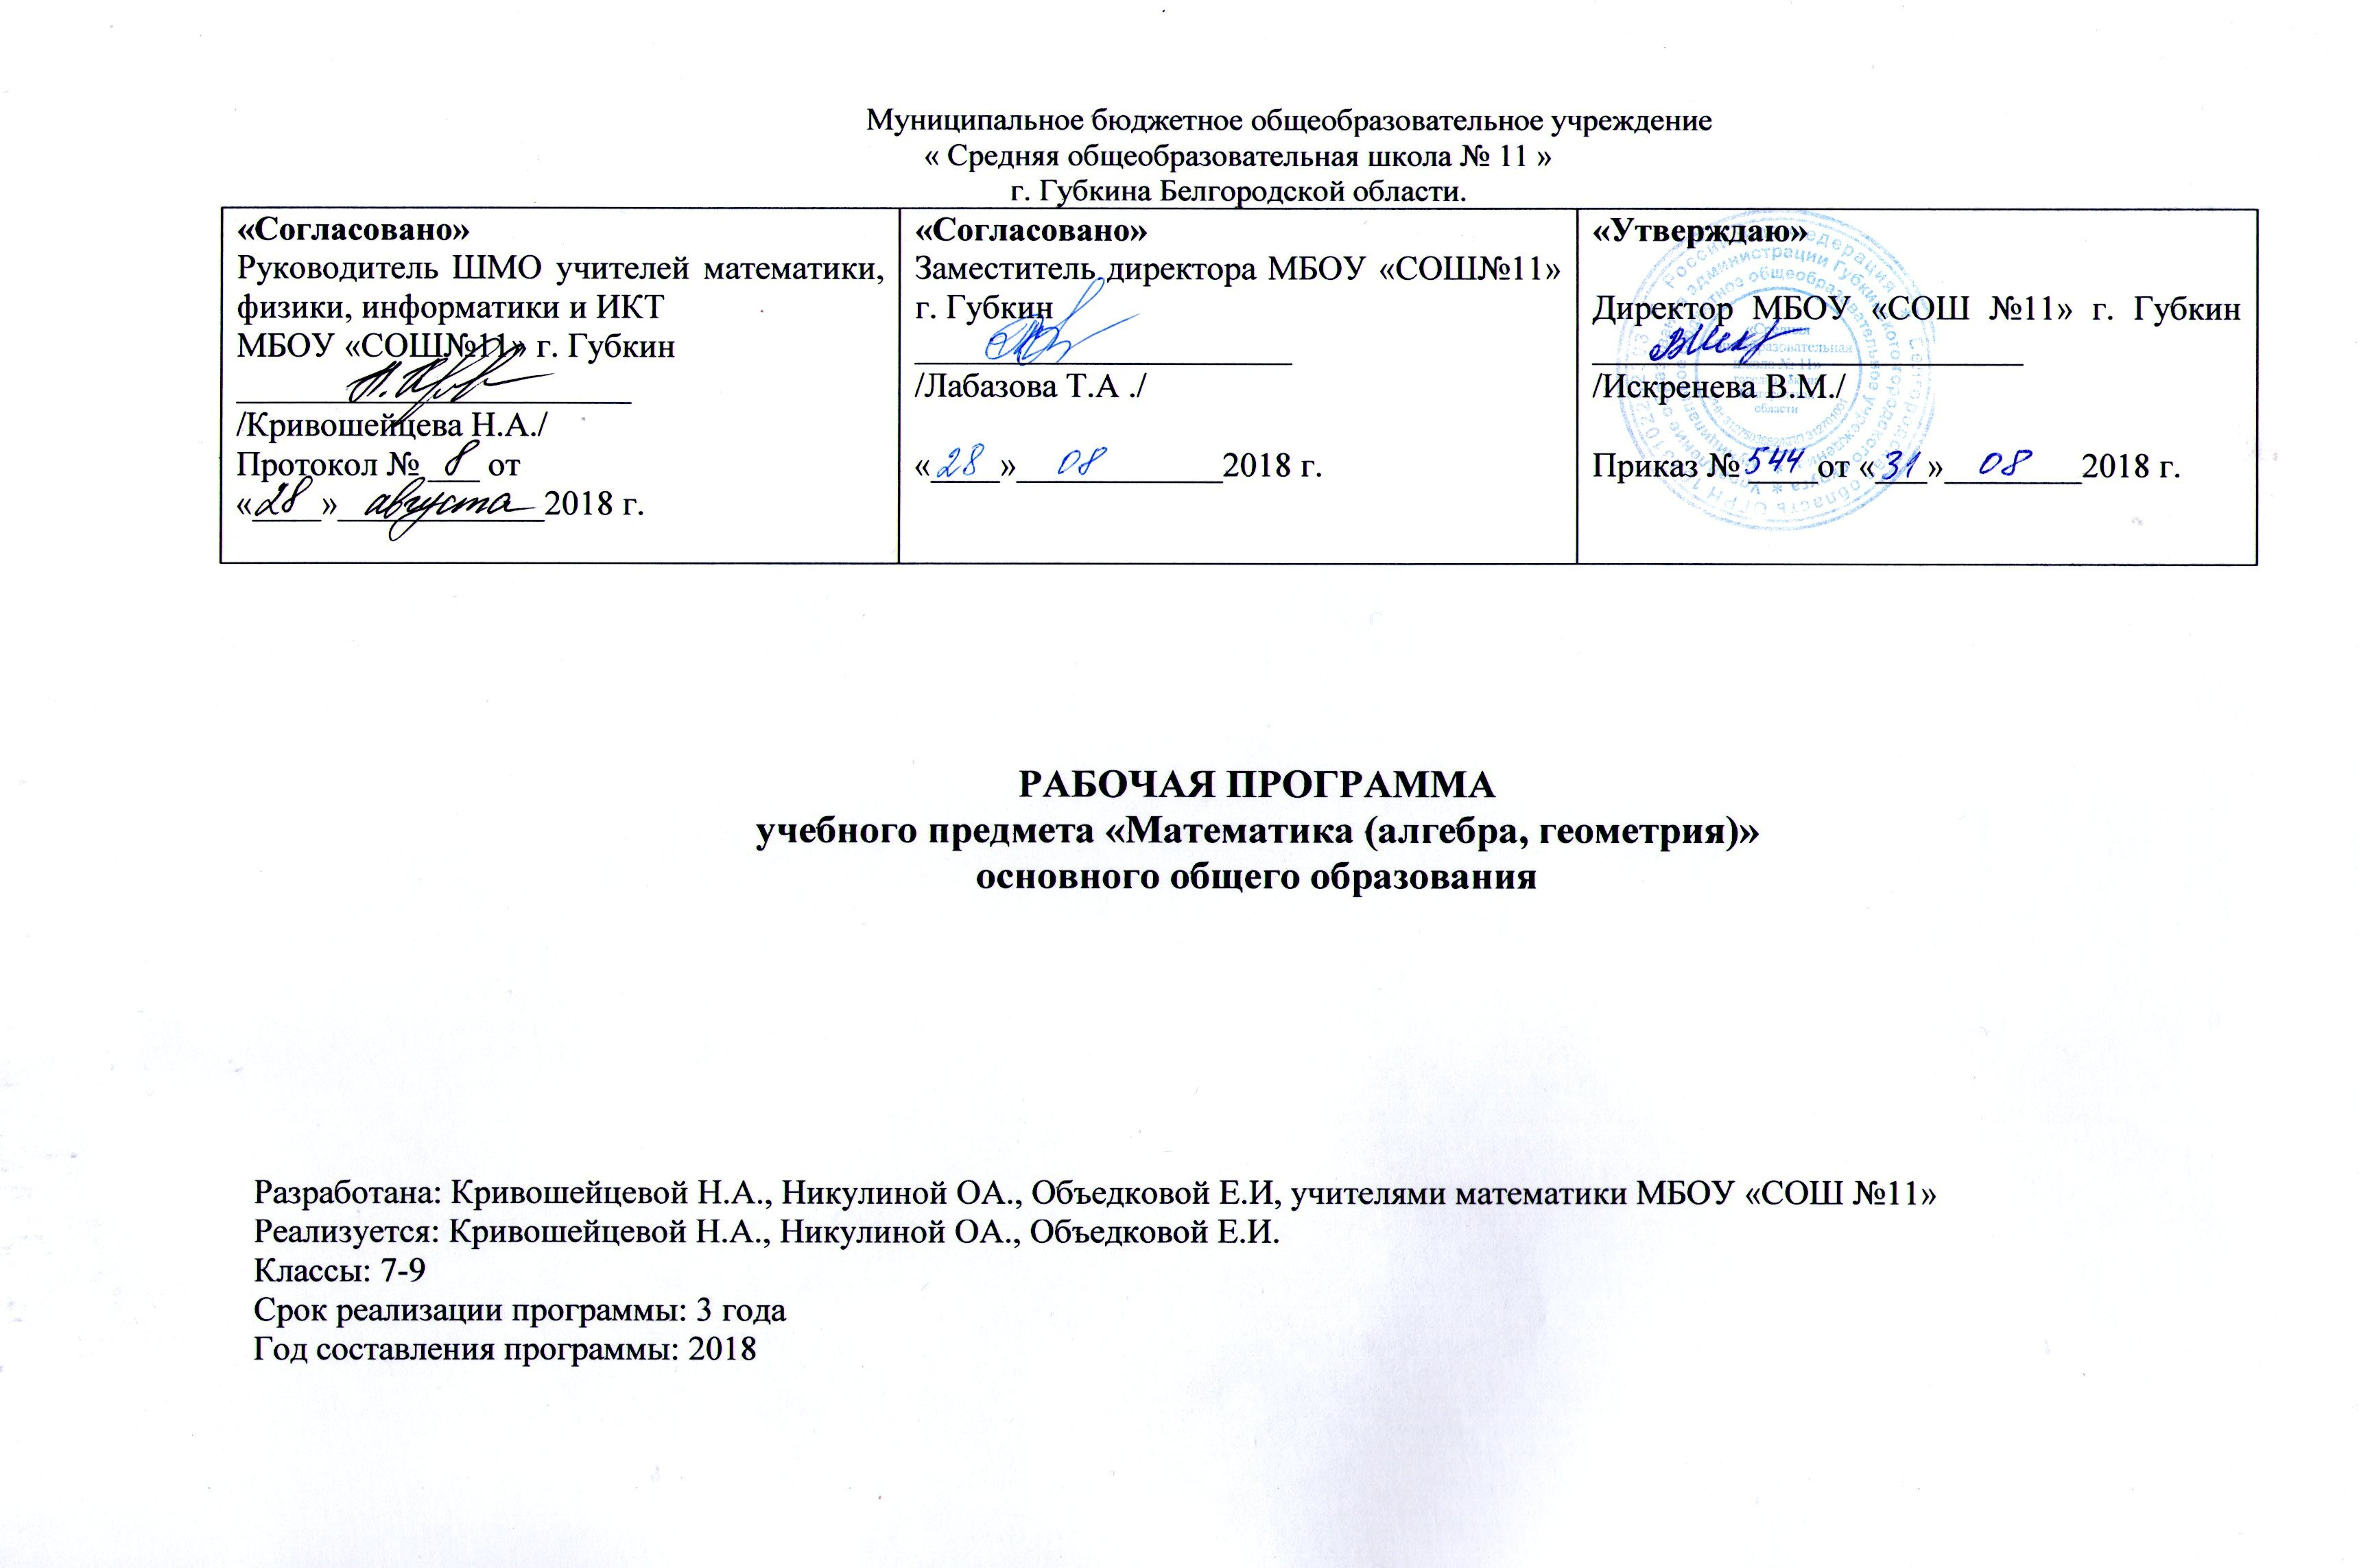 Муниципальное бюджетное общеобразовательное учреждение
« Средняя общеобразовательная школа № 11 »
г. Губкина Белгородской области.
«Согласовано»
Руководитель ШМО учителей математики,
физики, информатики и ИКТ
МБОУ «СОШ№11» г. Губкин
/Кривошейцева Н.А./
Протокол № 8 от
«28» августа 2018 г.
«Согласовано»
Заместитель директора МБОУ «СОШ№11»
г. Губкин
/Лабазова Т.А ./
«28» 08 2018 г.
«Утверждаю»
Директор МБОУ «СОШ №11» г. Губкин
/Искренева В.М./
Приказ № 544 от «31» 08 2018 г.
РАБОЧАЯ ПРОГРАММА
учебного предмета «Математика (алгебра, геометрия)»
основного общего образования
Разработана: Кривошейцевой Н.А., Никулиной ОА., Объедковой Е.И, учителями математики МБОУ «СОШ №11»
Реализуется: Кривошейцевой Н.А., Никулиной ОА., Объедковой Е.И.
Классы: 7-9
Срок реализации программы: 3 года
Год составления программы: 2018